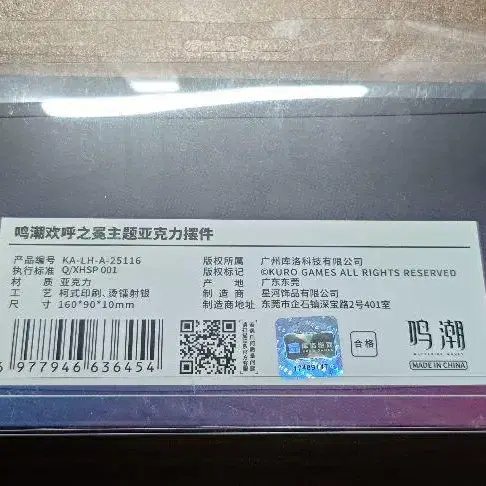 鸣潮欢呼之冕主题亚克力摆件
产品编号 KA-LH-A-25116
执行标准 Q/XHSP 001
材 质 亚克力
工 艺 柯式印刷、烫镭射银
尺 寸 160*90*10mm
版权所属 广州库洛科技有限公司
版权标记 ©KURO GAMES ALL RIGHTS RESERVED
产 地 广东东莞
制 造 商 星河饰品有限公司
制造商地址 东莞市企石镇深宝路2号401室
977946 636454
合格
鸣潮
WUTHERING WAVES
MADE IN CHINA